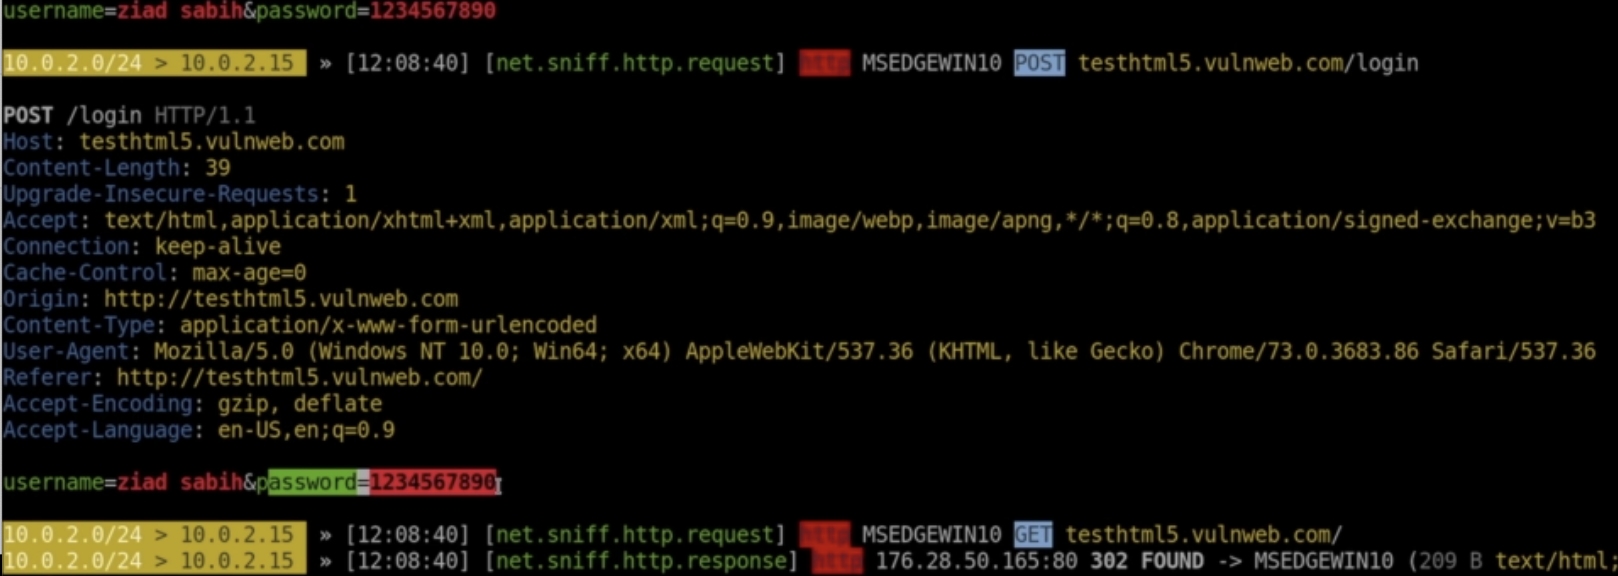 username=ziad sabih&password=1234567890
10.0.2.0/24 > 10.0.2.15 » [12:08:40] [net.sniff.http.request] http MSEDGEWIN10 POST testhtml5.vulnweb.com/login
POST /login HTTP/1.1
Host: testhtml5.vulnweb.com
Content-Length: 39
Upgrade-Insecure-Requests: 1
Accept: text/html,application/xhtml+xml,application/xml;q=0.9,image/webp,image/apng,*/*;q=0.8,application/signed-exchange;v=b3
Connection: keep-alive
Cache-Control: max-age=0
Origin: http://testhtml5.vulnweb.com
Content-Type: application/x-www-form-urlencoded
User-Agent: Mozilla/5.0 (Windows NT 10.0; Win64; x64) AppleWebKit/537.36 (KHTML, like Gecko) Chrome/73.0.3683.86 Safari/537.36
Referer: http://testhtml5.vulnweb.com/
Accept-Encoding: gzip, deflate
Accept-Language: en-US,en;q=0.9
username=ziad sabih&password=1234567890
10.0.2.0/24 > 10.0.2.15 » [12:08:40] [net.sniff.http.request] http MSEDGEWIN10 GET testhtml5.vulnweb.com/
10.0.2.0/24 > 10.0.2.15 » [12:08:40] [net.sniff.http.response] http 176.28.50.165:80 302 FOUND -> MSEDGEWIN10 (209 B text/html;